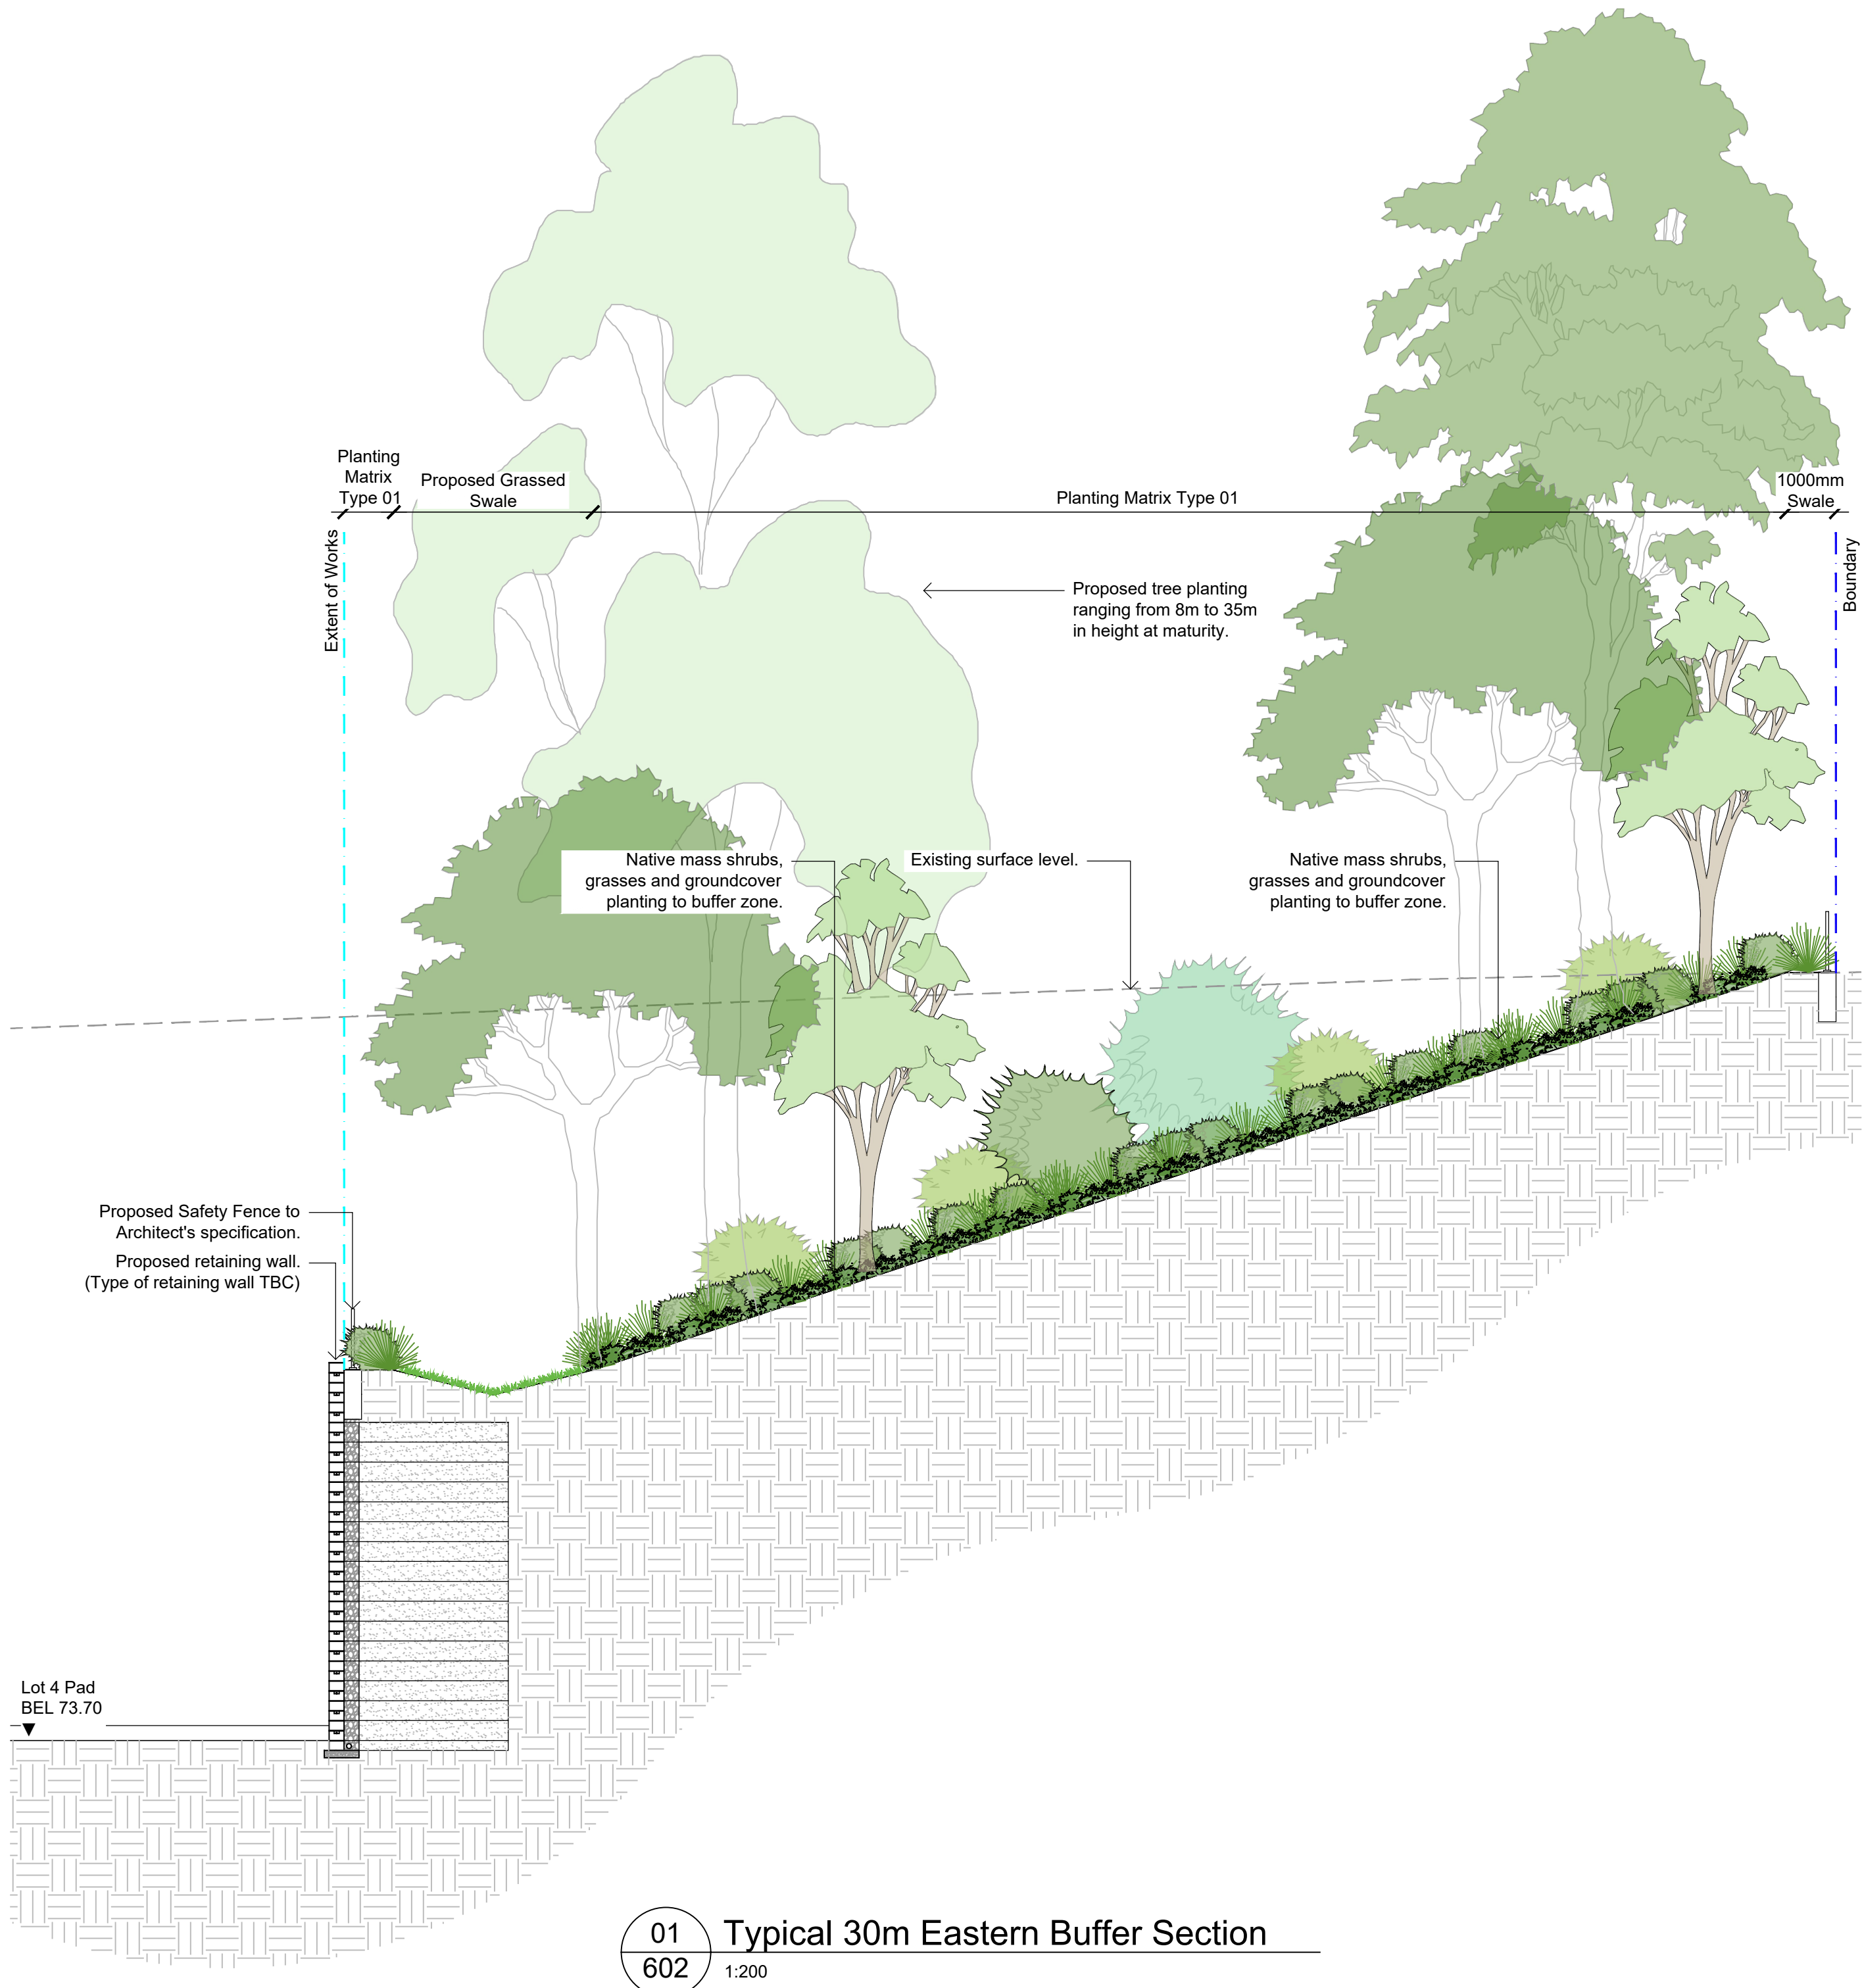 Planting
Matrix
Type 01
Proposed Grassed
Swale
Planting Matrix Type 01
1000mm
Swale
Extent of Works
Boundary
Proposed tree planting
ranging from 8m to 35m
in height at maturity.
Native mass shrubs,
grasses and groundcover
planting to buffer zone.
Existing surface level.
Native mass shrubs,
grasses and groundcover
planting to buffer zone.
Proposed Safety Fence to
Architect's specification.
Proposed retaining wall.
(Type of retaining wall TBC)
Lot 4 Pad
BEL 73.70
01
602
Typical 30m Eastern Buffer Section
1:200